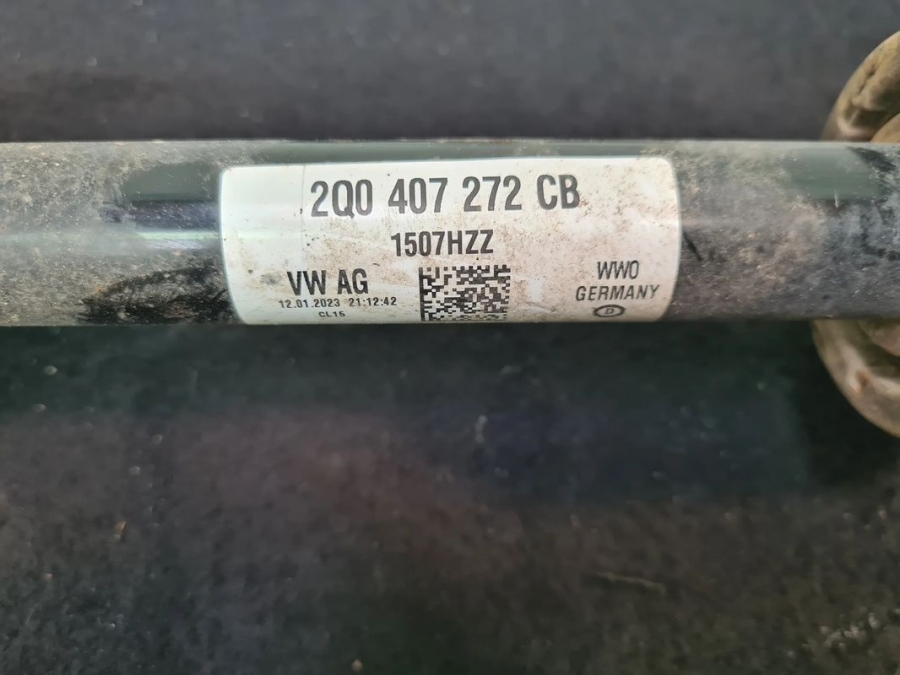 2Q0 407 272 CB
1507HZZ
VW AG
12.01.2023 21:12:42
CL15
WWO
GERMANY
D